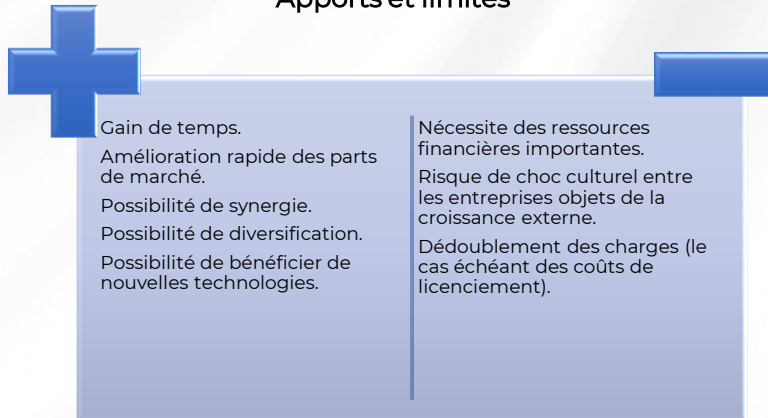 Apports et limites
Gain de temps.
Amélioration rapide des parts
de marché.
Possibilité de synergie.
Possibilité de diversification.
Possibilité de bénéficier de
nouvelles technologies.
Nécessite des ressources
financières importantes.
Risque de choc culturel entre
les entreprises objets de la
croissance externe.
Dédoublement des charges (le
cas échéant des coûts de
licenciement).